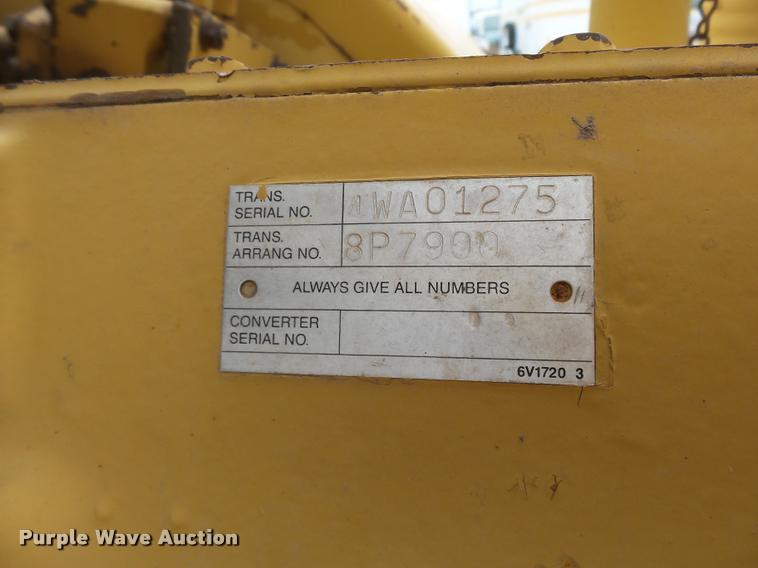 TRANS.
SERIAL NO.
4WA01275
TRANS.
ARRANG NO.
8P7900
ALWAYS GIVE ALL NUMBERS
CONVERTER
SERIAL NO.
6V1720 3
Purple Wave Auction